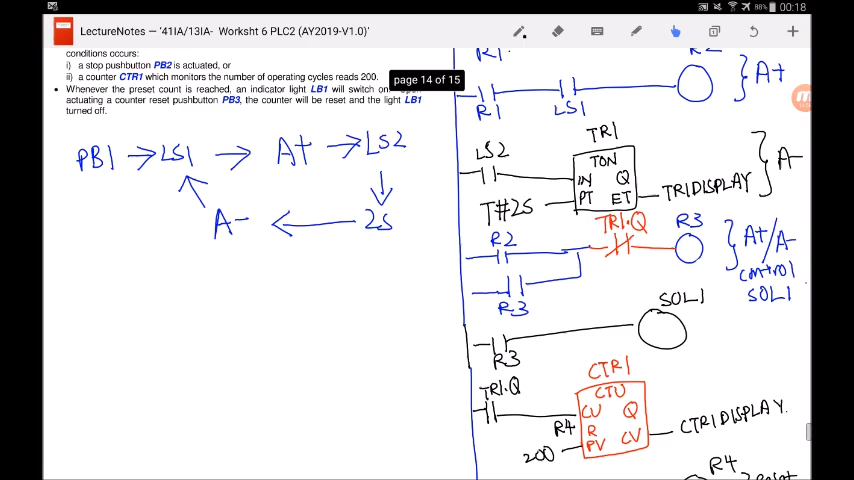 00:18
88%
LectureNotes - '41IA/13IA- Worksht 6 PLC2 (AY2019-V1.0)'
conditions occurs:
i) a stop pushbutton PB2 is actuated, or
ii) a counter CTR1 which monitors the number of operating cycles reads 200.
• Whenever the preset count is reached, an indicator light LB1 will switch on
actuating a counter reset pushbutton PB3, the counter will be reset and the light LB1
turned off.
page 14 of 15
PB1 → LS1 → A+ → LS2
A- ← 2S
R1
R2
R1 LS1 } A+
TR1
LS2 TON
IN Q
T#2S PT ET TR1DISPLAY } A-
TR1.Q
R2 R3 } A+/A-
control
SOL1
R3
SOL1
R3
CTR1
TR1.Q CTU
CU Q
R4 R
200 PV CV CTR1DISPLAY.
R4